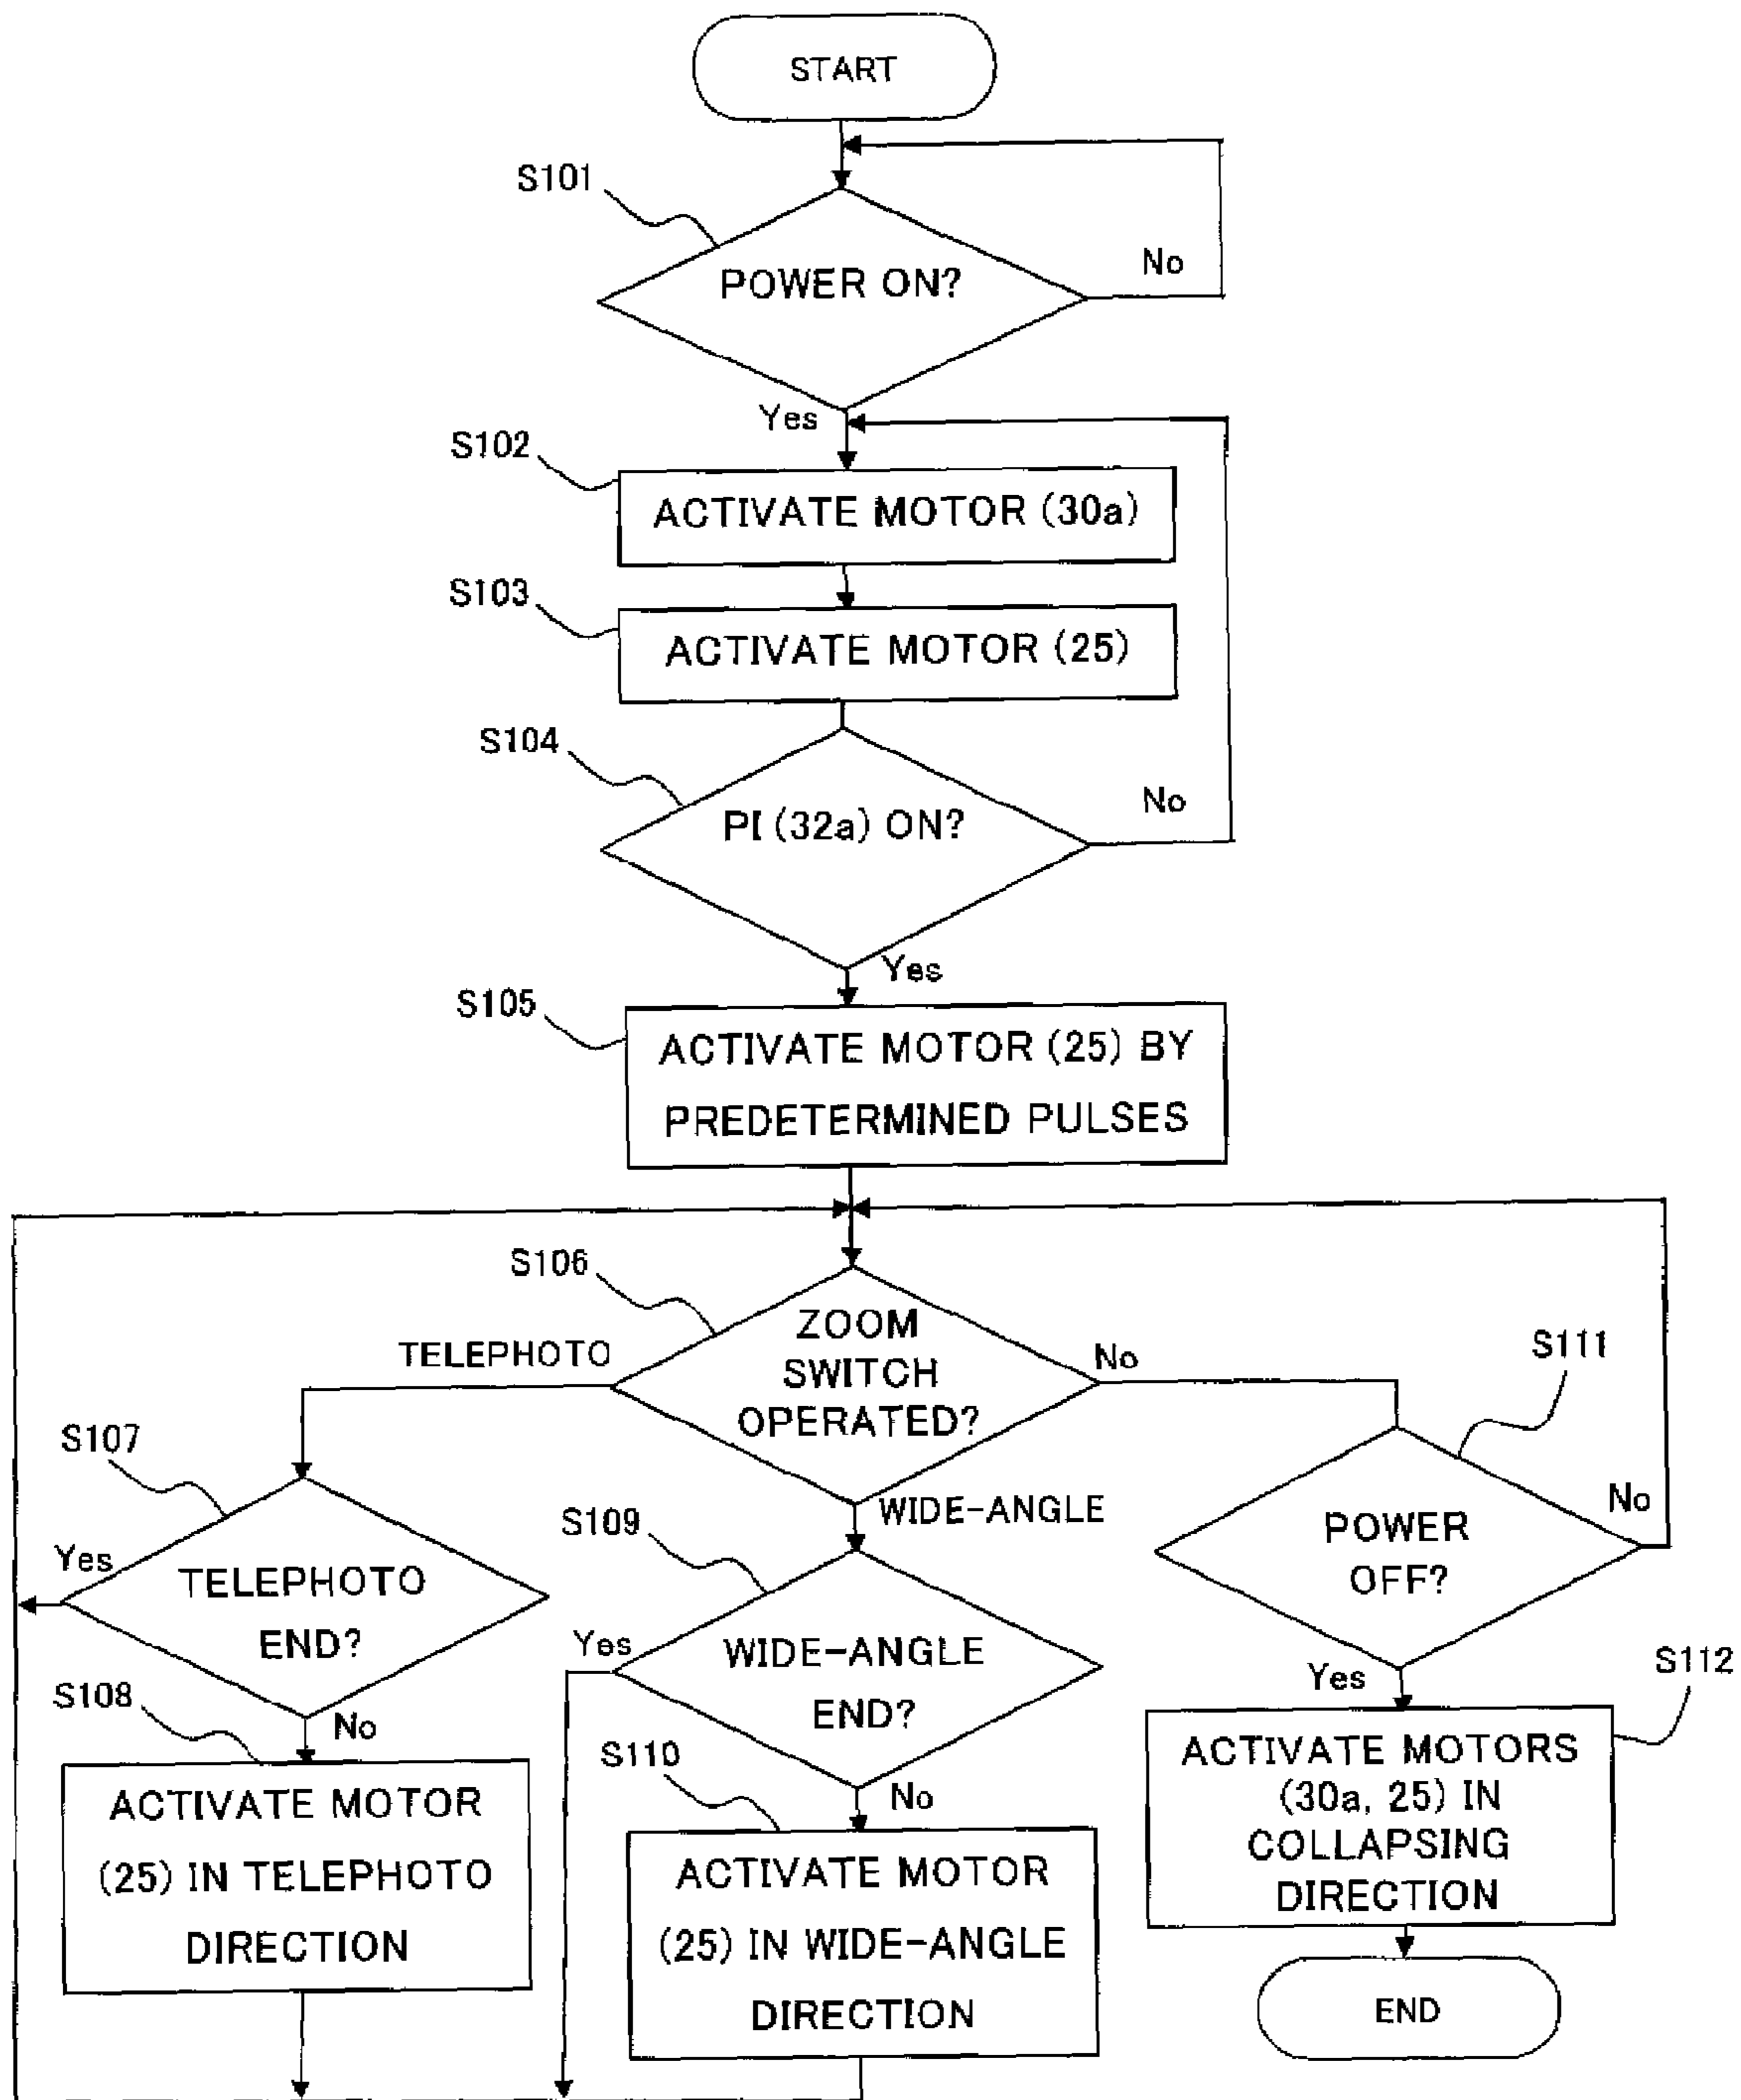 START
S101
POWER ON?
No
Yes
S102
ACTIVATE MOTOR (30a)
S103
ACTIVATE MOTOR (25)
S104
PI (32a) ON?
No
Yes
S105
ACTIVATE MOTOR (25) BY
PREDETERMINED PULSES
S106
ZOOM
SWITCH
OPERATED?
TELEPHOTO
No
WIDE-ANGLE
S107
TELEPHOTO
END?
Yes
No
S108
ACTIVATE MOTOR
(25) IN TELEPHOTO
DIRECTION
S109
WIDE-ANGLE
END?
Yes
No
S110
ACTIVATE MOTOR
(25) IN WIDE-ANGLE
DIRECTION
S111
POWER
OFF?
No
Yes
S112
ACTIVATE MOTORS
(30a, 25) IN
COLLAPSING
DIRECTION
END